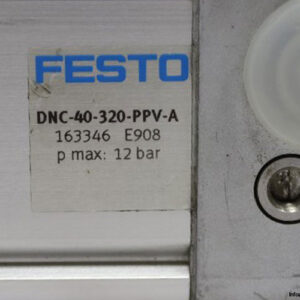 FESTO
DNC-40-320-PPV-A
163346 E908
p max: 12 bar